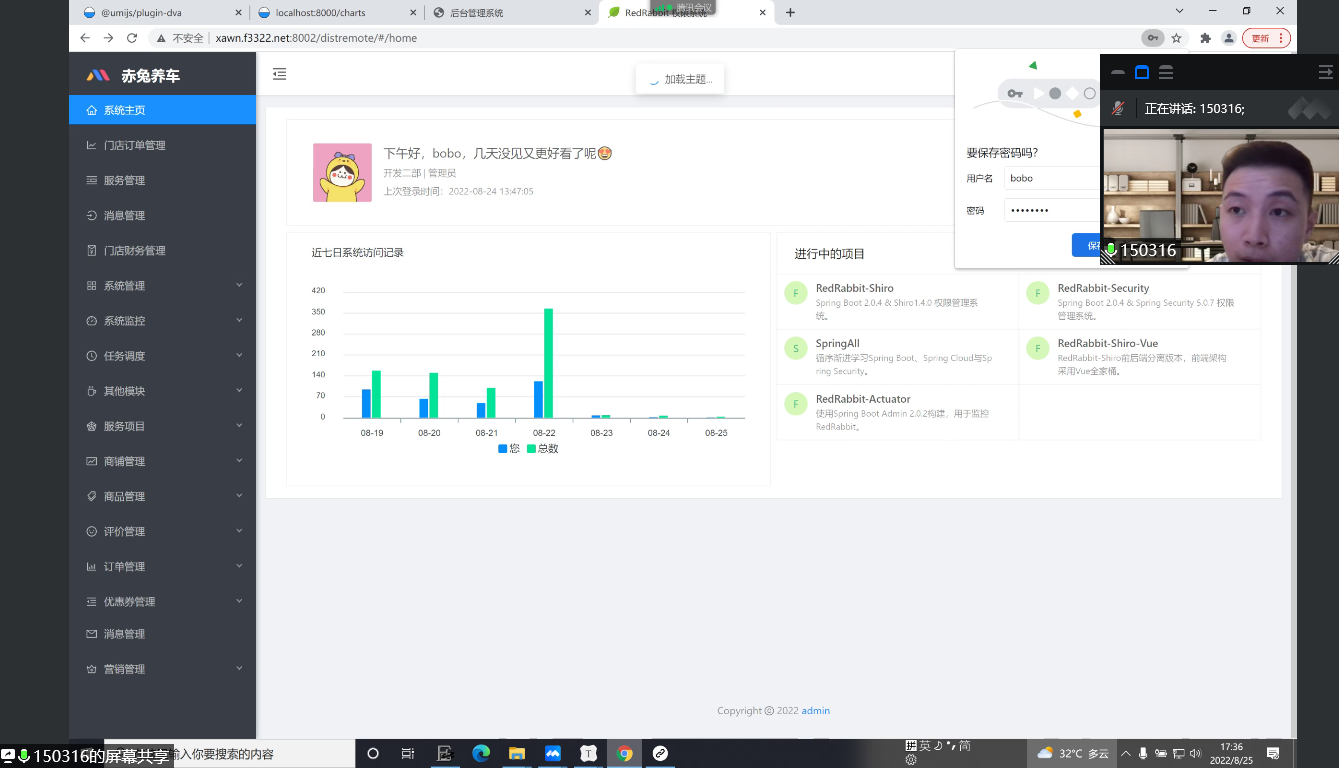 @umijs/plugin-dva
localhost:8000/charts
后台管理系统
RedRabbit 权限系统
腾讯会议
不安全
xawn.f3322.net:8002/distremote/#/home
更新
赤兔养车
系统主页
门店订单管理
服务管理
消息管理
门店财务管理
系统管理
系统监控
任务调度
其他模块
服务项目
商铺管理
商品管理
评价管理
订单管理
优惠券管理
消息管理
营销管理
加载主题...
下午好，bobo，几天没见又更好看了呢😍
开发二部 | 管理员
上次登录时间：2022-08-24 13:47:05
近七日系统访问记录
420
350
280
210
140
70
0
08-19
08-20
08-21
08-22
08-23
08-24
08-25
您
总数
进行中的项目
F
RedRabbit-Shiro
Spring Boot 2.0.4 & Shiro1.4.0 权限管理系
统。
F
RedRabbit-Security
Spring Boot 2.0.4 & Spring Security 5.0.7 权限
管理系统。
S
SpringAll
循序渐进学习Spring Boot、Spring Cloud与Sp
ring Security。
F
RedRabbit-Shiro-Vue
RedRabbit-Shiro前后端分离版本，前端架构
采用Vue全家桶。
F
RedRabbit-Actuator
使用Spring Boot Admin 2.0.2构建，用于监控
RedRabbit。
要保存密码吗?
用户名
bobo
密码
••••••••
正在讲话: 150316;
150316
Copyright © 2022 admin
150316的屏幕共享
输入你要搜索的内容
拼
英
简
32°C 多云
17:36
2022/8/25